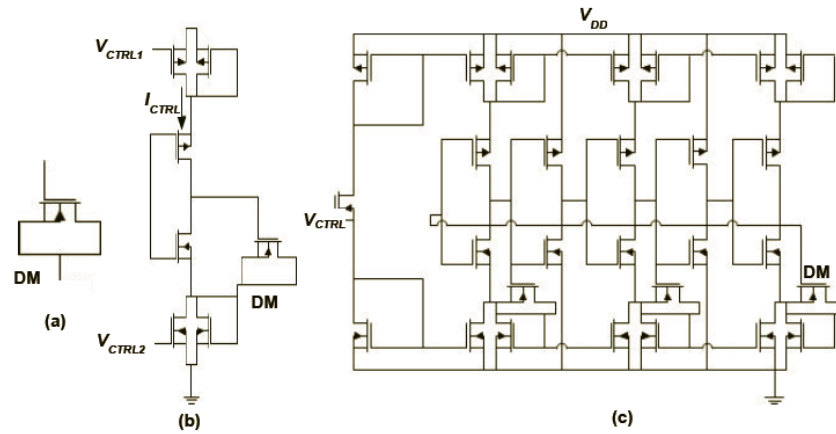 V_CTRL1
I_CTRL
DM
(a)
DM
V_CTRL2
(b)
V_DD
V_CTRL
DM
(c)